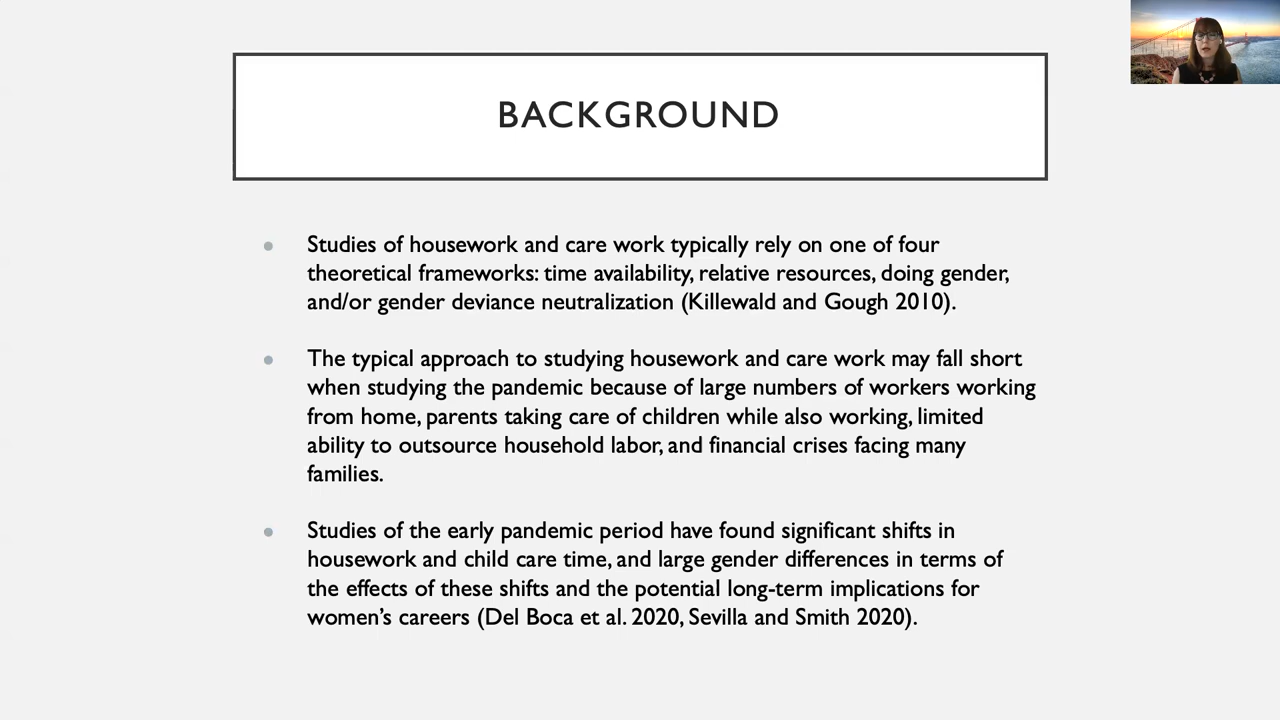 BACKGROUND
Studies of housework and care work typically rely on one of four
theoretical frameworks: time availability, relative resources, doing gender,
and/or gender deviance neutralization (Killewald and Gough 2010).
The typical approach to studying housework and care work may fall short
when studying the pandemic because of large numbers of workers working
from home, parents taking care of children while also working, limited
ability to outsource household labor, and financial crises facing many
families.
Studies of the early pandemic period have found significant shifts in
housework and child care time, and large gender differences in terms of
the effects of these shifts and the potential long-term implications for
women’s careers (Del Boca et al. 2020, Sevilla and Smith 2020).